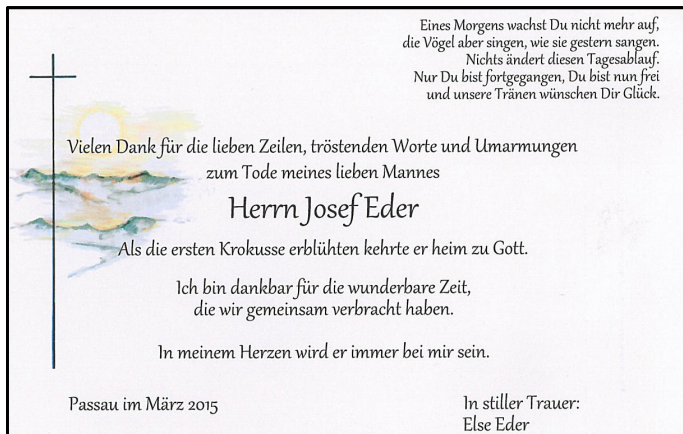 Eines Morgens wachst Du nicht mehr auf,
die Vögel aber singen, wie sie gestern sangen.
Nichts ändert diesen Tagesablauf.
Nur Du bist fortgegangen, Du bist nun frei
und unsere Tränen wünschen Dir Glück.
Vielen Dank für die lieben Zeilen, tröstenden Worte und Umarmungen
zum Tode meines lieben Mannes
Herrn Josef Eder
Als die ersten Krokusse erblühten kehrte er heim zu Gott.
Ich bin dankbar für die wunderbare Zeit,
die wir gemeinsam verbracht haben.
In meinem Herzen wird er immer bei mir sein.
Passau im März 2015
In stiller Trauer:
Else Eder